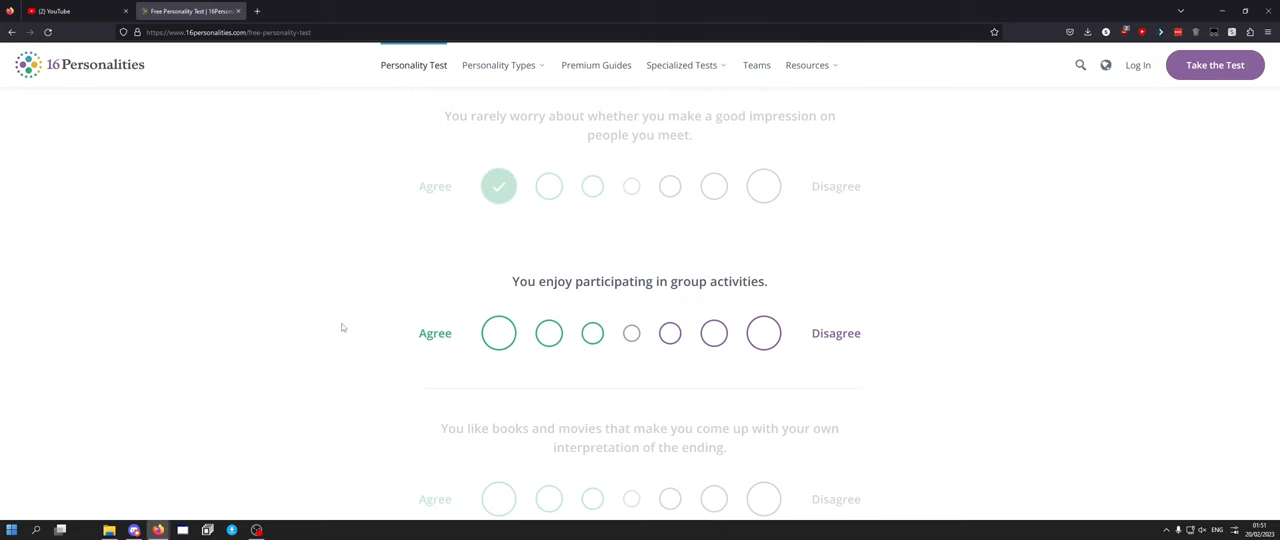 (2) YouTube
Free Personality Test | 16Person
https://www.16personalities.com/free-personality-test
16Personalities
Personality Test
Personality Types
Premium Guides
Specialized Tests
Teams
Resources
Log In
Take the Test
You rarely worry about whether you make a good impression on
people you meet.
Agree
Disagree
You enjoy participating in group activities.
Agree
Disagree
You like books and movies that make you come up with your own
interpretation of the ending.
Agree
Disagree
ENG
01:51
20/02/2023